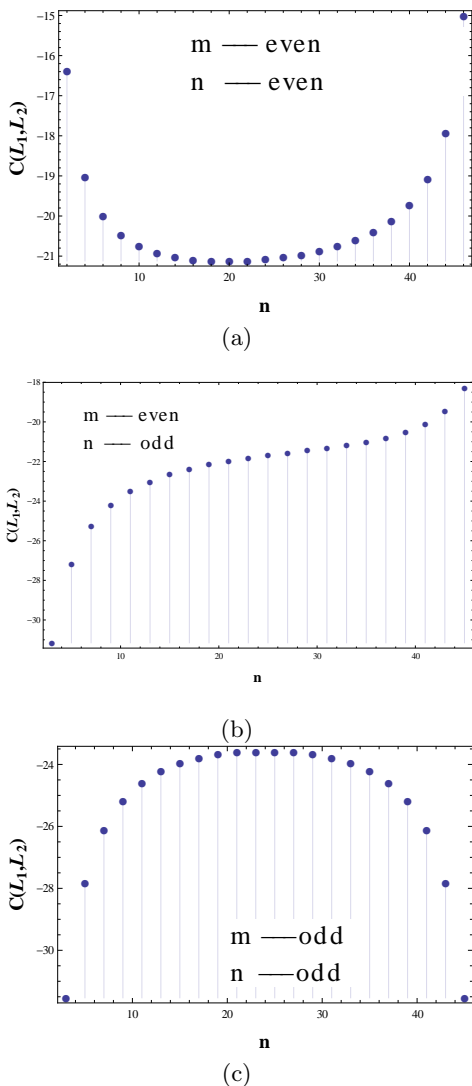 −15
m — even
−16
n — even
−17
C(L1,L2)
−18
−19
−20
−21
10 20 30 40
n
(a)
−18
m — even
n — odd
−20
−22
C(L1,L2)
−24
−26
−28
−30
10 20 30 40
n
(b)
−24
−26
C(L1,L2)
−28
m — odd
−30
n — odd
10 20 30 40
n
(c)